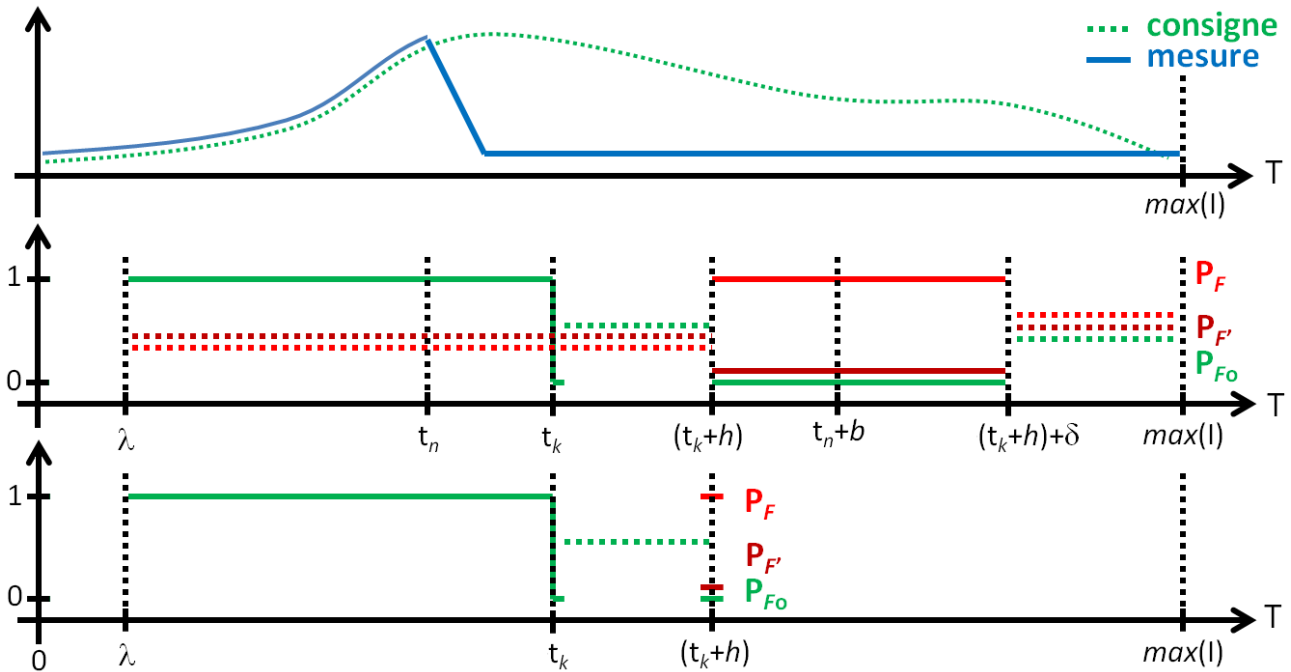 consigne
mesure
T
max(I)
1
P_F
P_F'
P_Fo
0
T
λ t_n t_k (t_k+h) t_n+b (t_k+h)+δ max(I)
1
P_F
P_F'
P_Fo
0
T
0 λ t_k (t_k+h) max(I)